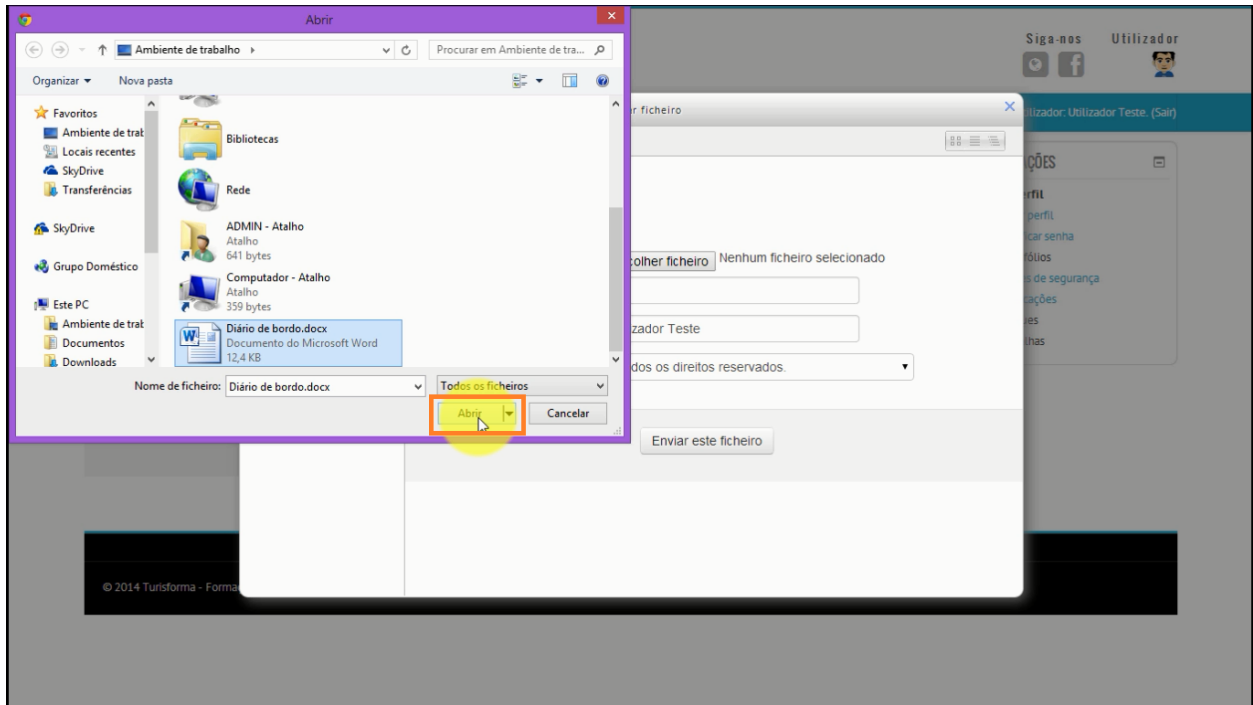 Abrir
Ambiente de trabalho
Procurar em Ambiente de tra...
Organizar
Nova pasta
Favoritos
Ambiente de trab
Locais recentes
SkyDrive
Transferências
SkyDrive
Grupo Doméstico
Este PC
Ambiente de trab
Documentos
Downloads
Bibliotecas
Rede
ADMIN - Atalho
Atalho
641 bytes
Computador - Atalho
Atalho
359 bytes
Diário de bordo.docx
Documento do Microsoft Word
12,4 KB
Nome de ficheiro: Diário de bordo.docx
Todos os ficheiros
Abrir
Cancelar
Siga-nos
Utilizador
ilizador: Utilizador Teste. (Sair)
r ficheiro
colher ficheiro Nenhum ficheiro selecionado
zador Teste
dos os direitos reservados.
Enviar este ficheiro
ÇÕES
erfil
perfil
icar senha
fólios
s de segurança
cações
has
© 2014 Turisforma - Forma